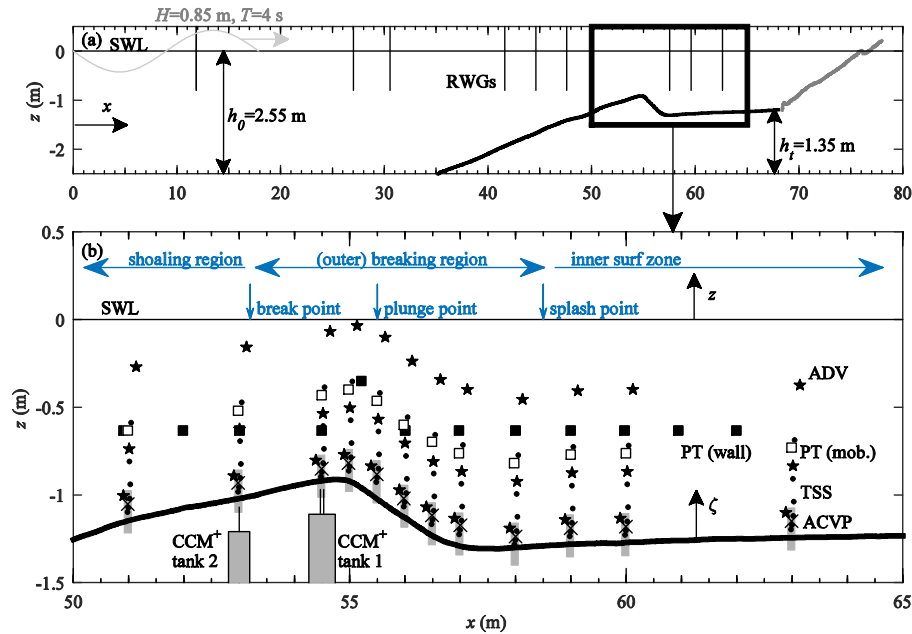 H=0.85 m, T=4 s
(a)
SWL
RWGs
x
h0=2.55 m
ht=1.35 m
z (m)
0
-1
-2
0 10 20 30 40 50 60 70 80
(b)
shoaling region
(outer) breaking region
inner surf zone
break point
plunge point
splash point
z
SWL
ADV
PT (wall)
PT (mob.)
TSS
ACVP
ζ
CCM+
tank 2
CCM+
tank 1
z (m)
0.5
0
-0.5
-1.0
-1.5
50 55 60 65
x (m)